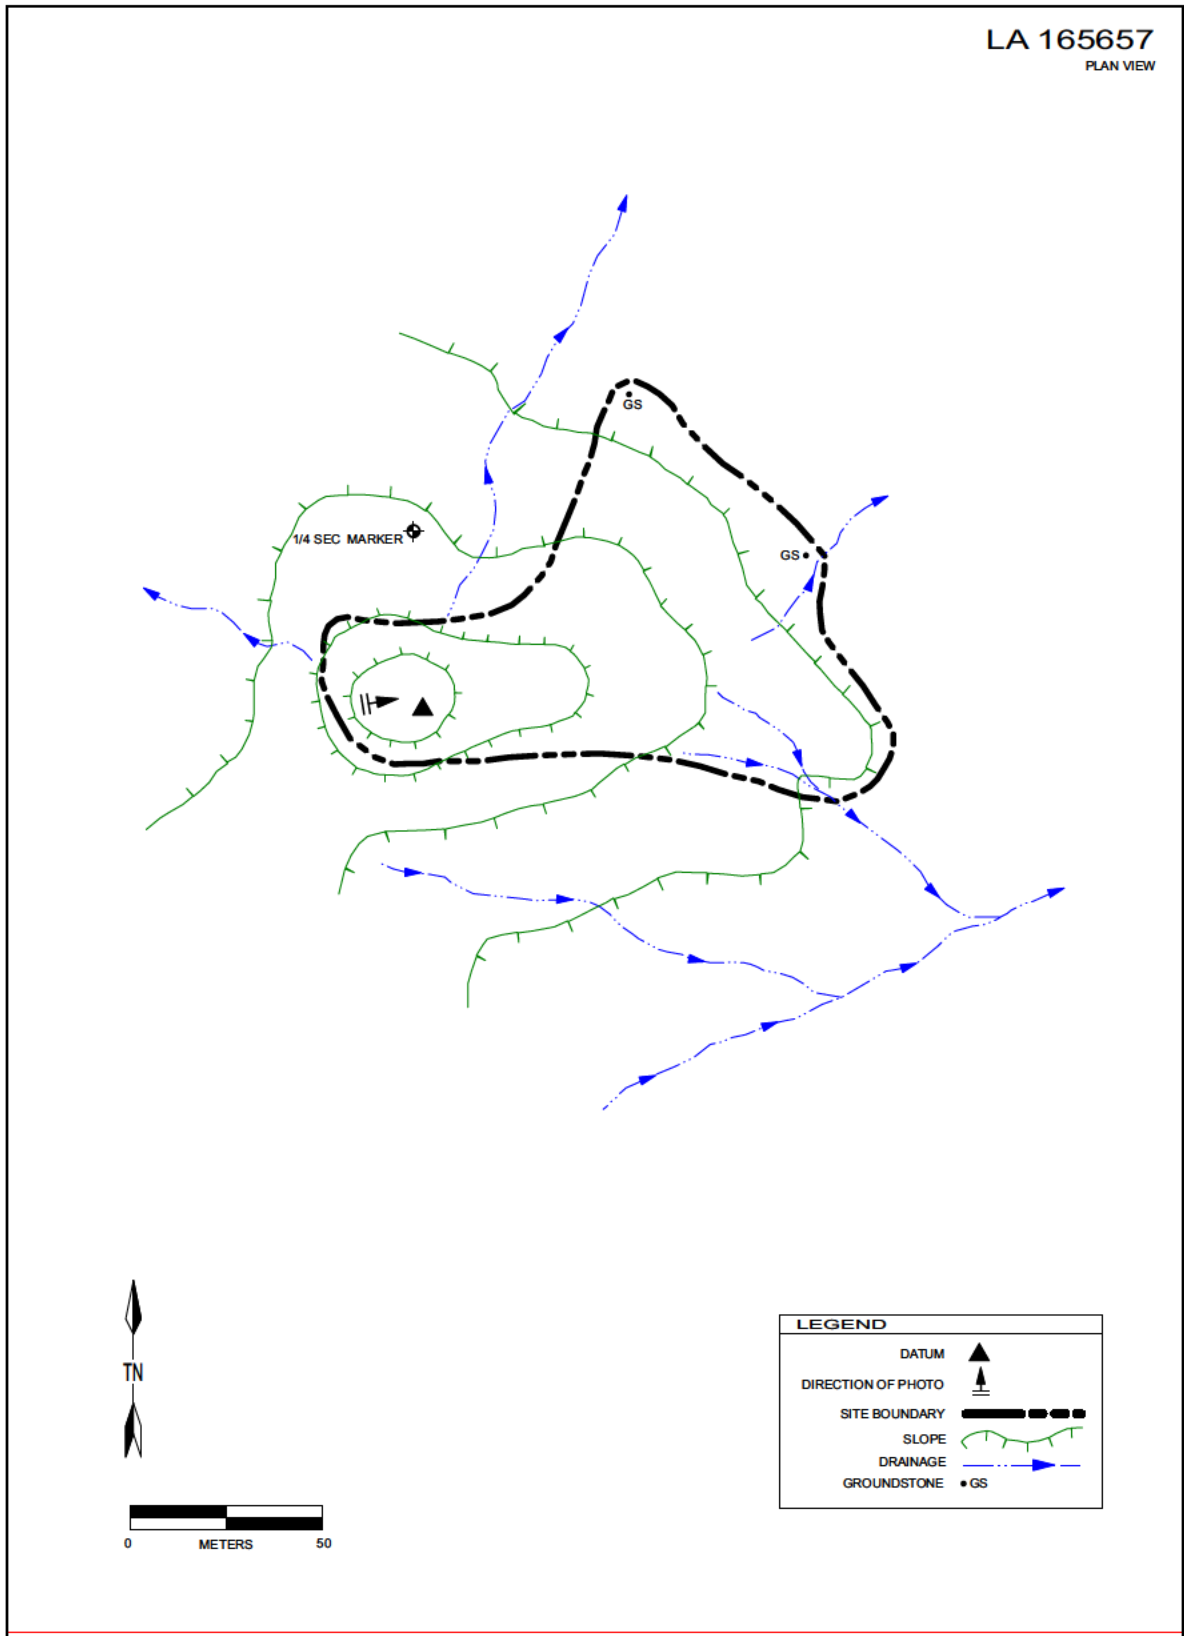 LA 165657
PLAN VIEW
GS
1/4 SEC MARKER
GS
TN
0 METERS 50
LEGEND
DATUM
DIRECTION OF PHOTO
SITE BOUNDARY
SLOPE
DRAINAGE
GROUNDSTONE GS